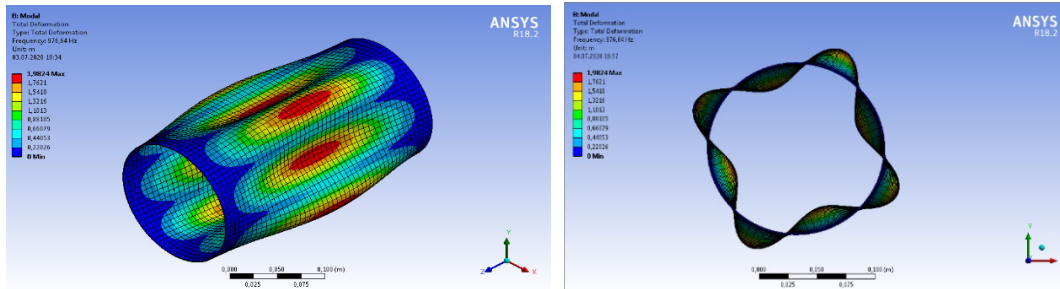 B: Modal
Total Deformation
Type: Total Deformation
Frequency: 976,64 Hz
Unit: m
03.07.2020 18:54
1,9824 Max
1,7621
1,5418
1,3216
1,1013
0,88105
0,66079
0,44053
0,22026
0 Min
ANSYS
R18.2
0,000
0,050
0,100 (m)
0,025
0,075
Y
Z
X
B: Modal
Total Deformation
Type: Total Deformation
Frequency: 976,64 Hz
Unit: m
04.07.2020 18:57
1,9824 Max
1,7621
1,5418
1,3216
1,1013
0,88105
0,66079
0,44053
0,22026
0 Min
ANSYS
R18.2
0,000
0,050
0,100 (m)
0,025
0,075
Y